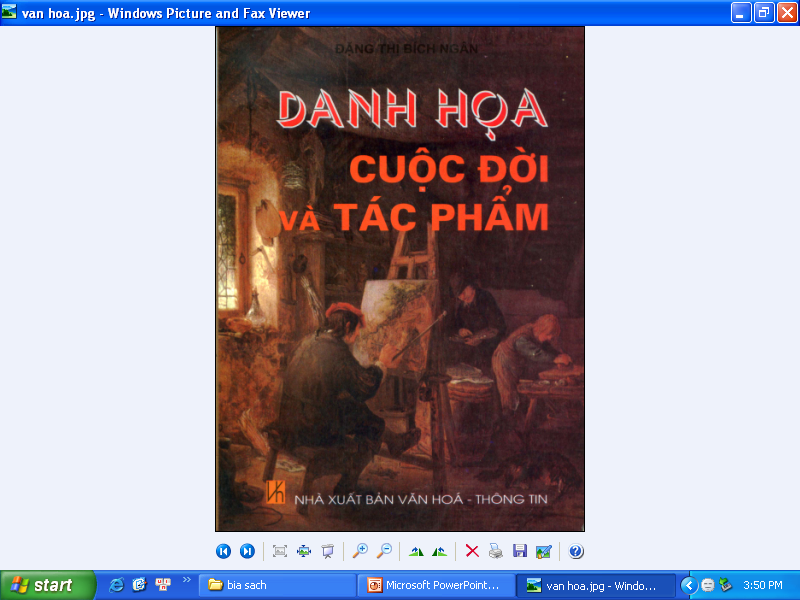 van hoa.jpg - Windows Picture and Fax Viewer
ĐẶNG THỊ BÍCH NGÂN
DANH HỌA
CUỘC ĐỜI
VÀ TÁC PHẨM
NHÀ XUẤT BẢN VĂN HOÁ - THÔNG TIN
start
bia sach
Microsoft PowerPoint...
van hoa.jpg - Windo...
3:50 PM